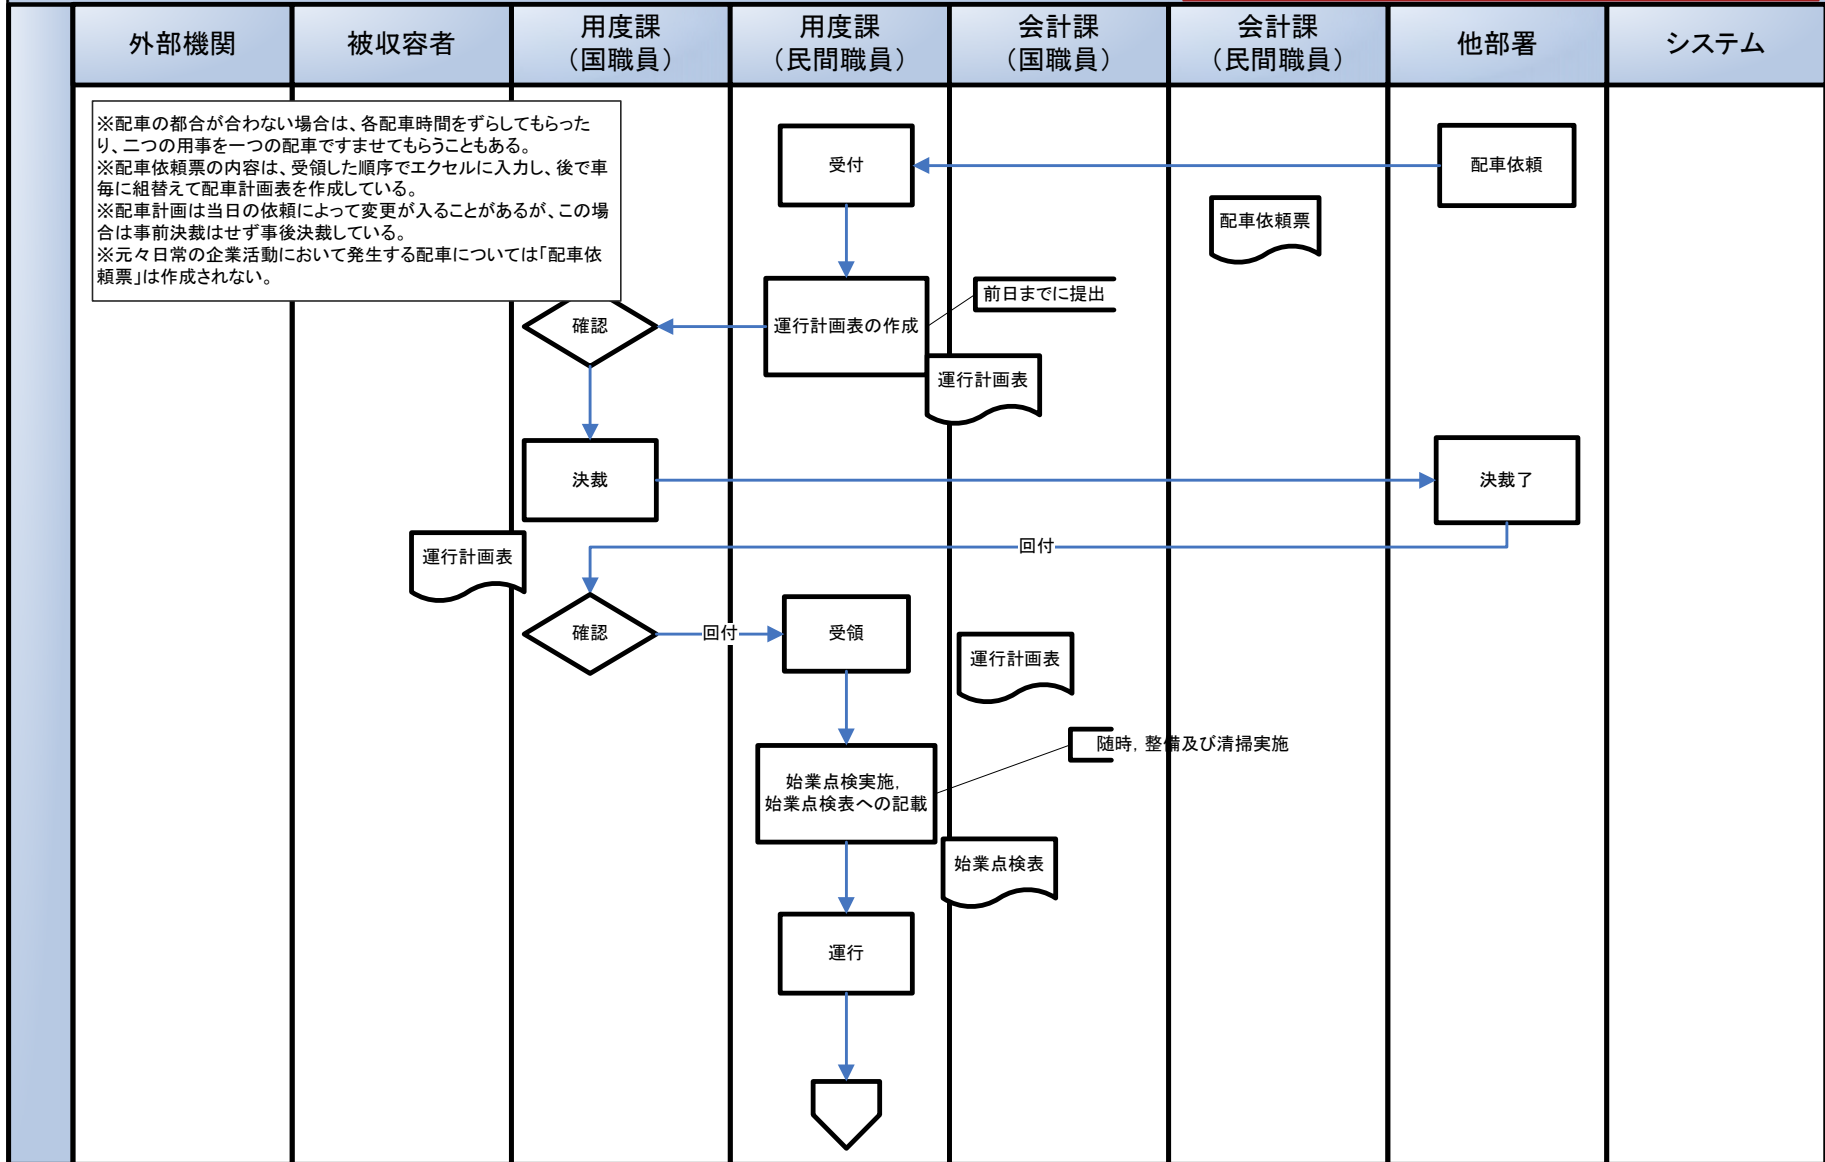 外部機関
被収容者
用度課
（国職員）
用度課
（民間職員）
会計課
（国職員）
会計課
（民間職員）
他部署
システム
※配車の都合が合わない場合は、各配車時間をずらしてもらった
り、二つの用事を一つの配車ですませてもらうこともある。
※配車依頼票の内容は、受領した順序でエクセルに入力し、後で車
毎に組替えて配車計画表を作成している。
※配車計画は当日の依頼によって変更が入ることがあるが、この場
合は事前決裁はせず事後決裁している。
※元々日常の企業活動において発生する配車については「配車依
頼票」は作成されない。
受付
配車依頼
配車依頼票
前日までに提出
確認
運行計画表の作成
運行計画表
決裁
決裁了
回付
運行計画表
確認
回付
受領
運行計画表
随時，整備及び清掃実施
始業点検実施，
始業点検表への記載
始業点検表
運行